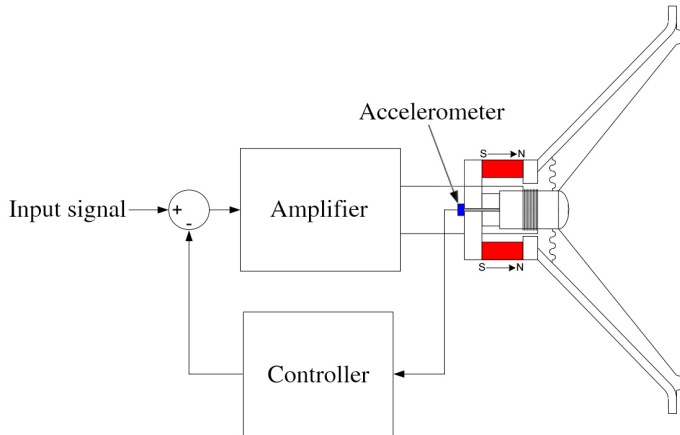 Accelerometer
S N
Input signal
+
-
Amplifier
S N
Controller